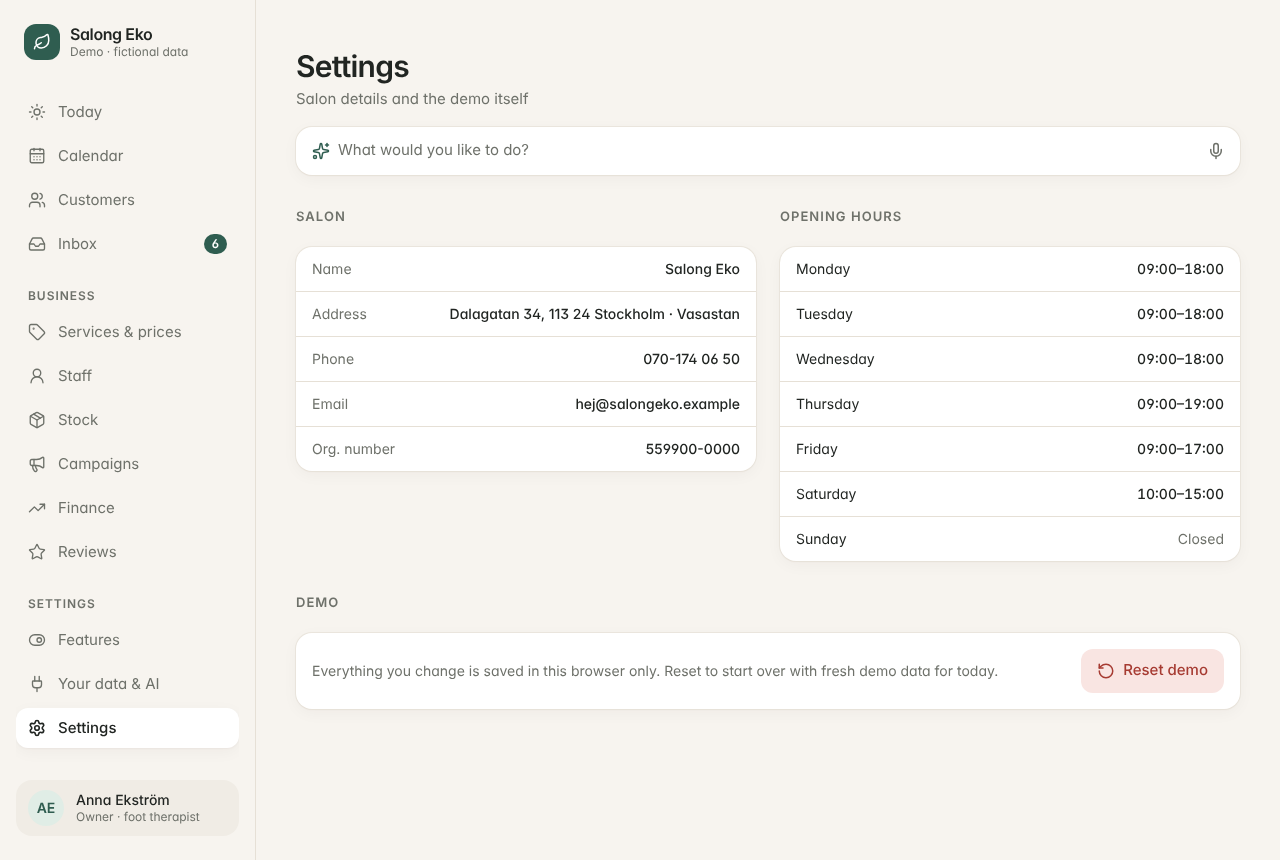 Salong Eko
Demo · fictional data
Today
Calendar
Customers
Inbox 6
BUSINESS
Services & prices
Staff
Stock
Campaigns
Finance
Reviews
SETTINGS
Features
Your data & AI
Settings
AE
Anna Ekström
Owner · foot therapist
Settings
Salon details and the demo itself
What would you like to do?
SALON
Name Salong Eko
Address Dalagatan 34, 113 24 Stockholm · Vasastan
Phone 070-174 06 50
Email hej@salongeko.example
Org. number 559900-0000
OPENING HOURS
Monday 09:00–18:00
Tuesday 09:00–18:00
Wednesday 09:00–18:00
Thursday 09:00–19:00
Friday 09:00–17:00
Saturday 10:00–15:00
Sunday Closed
DEMO
Everything you change is saved in this browser only. Reset to start over with fresh demo data for today.
Reset demo